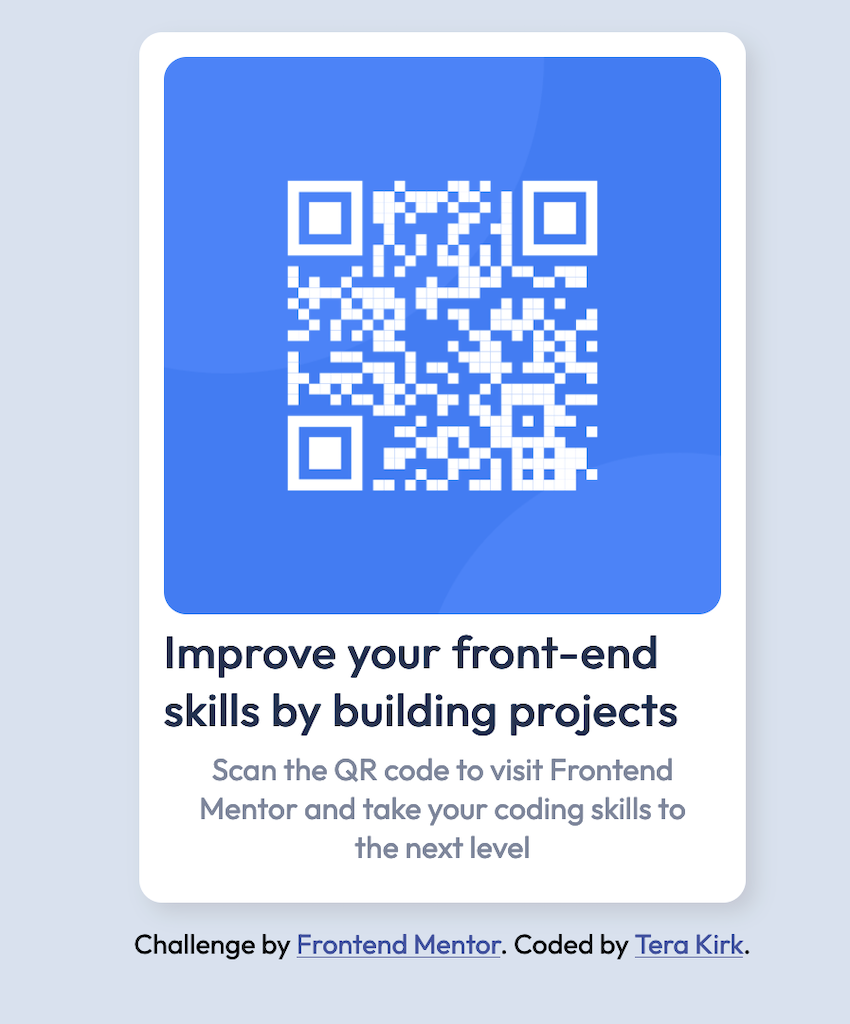 Improve your front-end
skills by building projects
Scan the QR code to visit Frontend
Mentor and take your coding skills to
the next level
Challenge by Frontend Mentor. Coded by Tera Kirk.